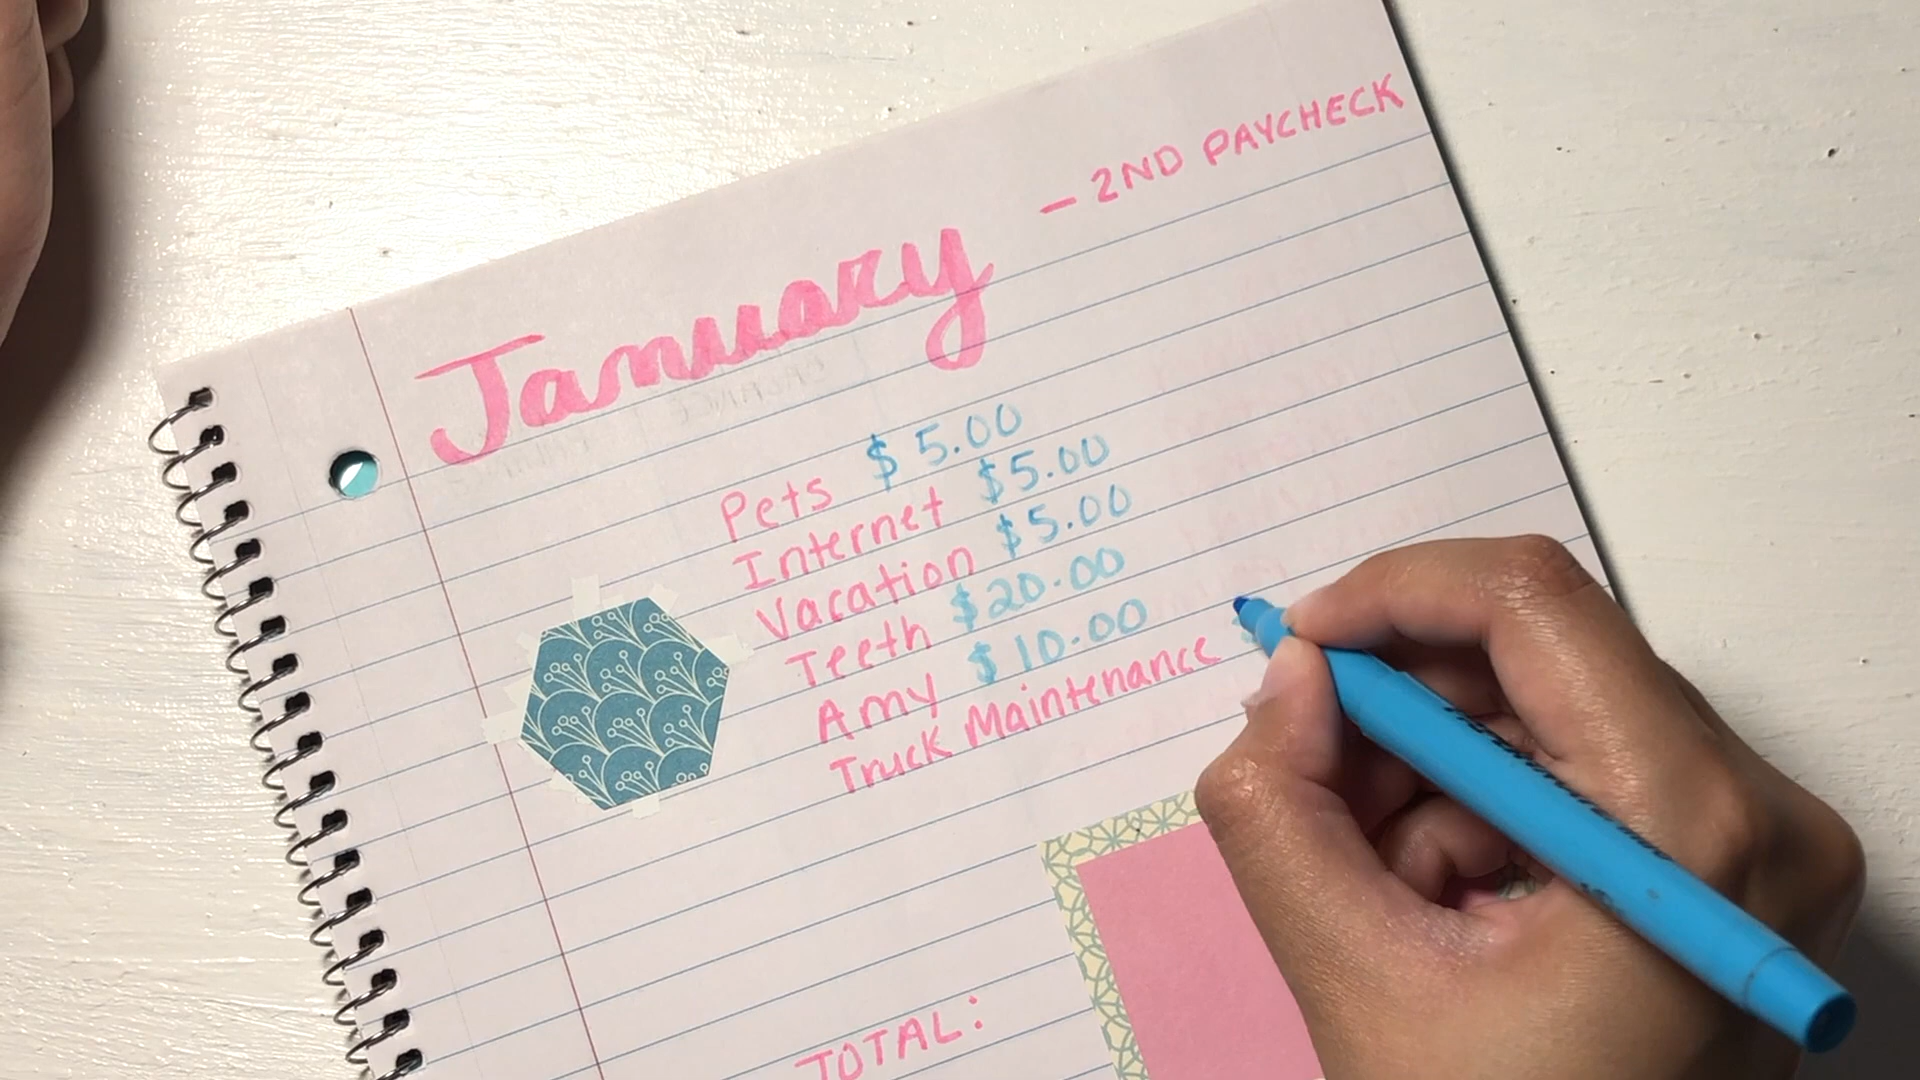 January - 2ND PAYCHECK
Pets $ 5.00
Internet $5.00
Vacation $5.00
Teeth $20.00
Amy $10.00
Truck Maintenance
TOTAL: